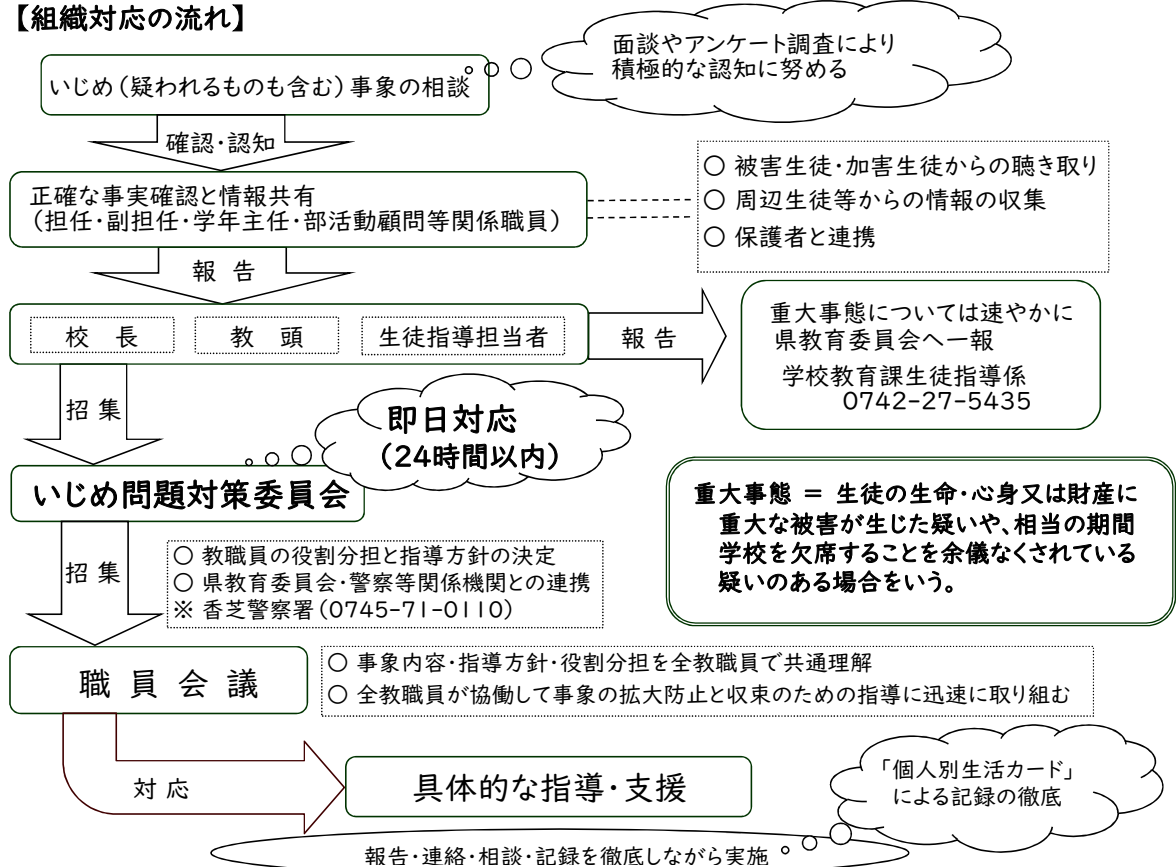 【組織対応の流れ】
面談やアンケート調査により
積極的な認知に努める
いじめ(疑われるものも含む)事象の相談
確認・認知
正確な事実確認と情報共有
(担任・副担任・学年主任・部活動顧問等関係職員)
○ 被害生徒・加害生徒からの聴き取り
○ 周辺生徒等からの情報の収集
○ 保護者と連携
報 告
校 長
教 頭
生徒指導担当者
報 告
重大事態については速やかに
県教育委員会へ一報
学校教育課生徒指導係
0742-27-5435
招 集
即日対応
(24時間以内)
いじめ問題対策委員会
重大事態 = 生徒の生命・心身又は財産に
重大な被害が生じた疑いや、相当の期間
学校を欠席することを余儀なくされている
疑いのある場合をいう。
招 集
○ 教職員の役割分担と指導方針の決定
○ 県教育委員会・警察等関係機関との連携
※ 香芝警察署(0745-71-0110)
職 員 会 議
○ 事象内容・指導方針・役割分担を全教職員で共通理解
○ 全教職員が協働して事象の拡大防止と収束のための指導に迅速に取り組む
対 応
具体的な指導・支援
「個人別生活カード」
による記録の徹底
報告・連絡・相談・記録を徹底しながら実施